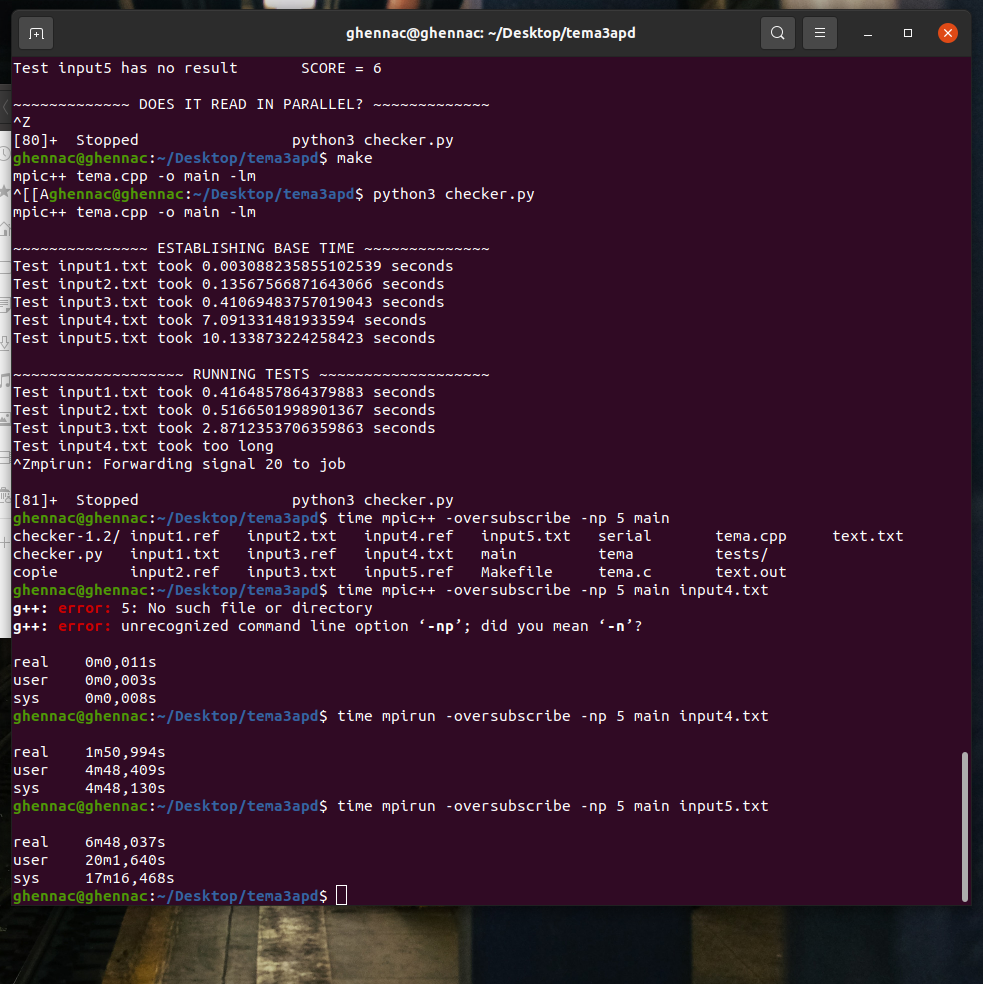 ghennac@ghennac: ~/Desktop/tema3apd
Test input5 has no result       SCORE = 6
~~~~~~~~~~~~~ DOES IT READ IN PARALLEL? ~~~~~~~~~~~~~
^Z
[80]+  Stopped                 python3 checker.py
ghennac@ghennac:~/Desktop/tema3apd$ make
mpic++ tema.cpp -o main -lm
^[[Aghennac@ghennac:~/Desktop/tema3apd$ python3 checker.py
mpic++ tema.cpp -o main -lm
~~~~~~~~~~~~~~~ ESTABLISHING BASE TIME ~~~~~~~~~~~~~~
Test input1.txt took 0.003088235855102539 seconds
Test input2.txt took 0.13567566871643066 seconds
Test input3.txt took 0.41069483757019043 seconds
Test input4.txt took 7.091331481933594 seconds
Test input5.txt took 10.133873224258423 seconds
~~~~~~~~~~~~~~~~~~~ RUNNING TESTS ~~~~~~~~~~~~~~~~~~~
Test input1.txt took 0.4164857864379883 seconds
Test input2.txt took 0.5166501998901367 seconds
Test input3.txt took 2.8712353706359863 seconds
Test input4.txt took too long
^Zmpirun: Forwarding signal 20 to job
[81]+  Stopped                 python3 checker.py
ghennac@ghennac:~/Desktop/tema3apd$ time mpic++ -oversubscribe -np 5 main
checker-1.2/ input1.ref   input2.txt   input4.ref   input5.txt   serial       tema.cpp     text.txt
checker.py   input1.txt   input3.ref   input4.txt   main         tema         tests/
copie        input2.ref   input3.txt   input5.ref   Makefile     tema.c       text.out
ghennac@ghennac:~/Desktop/tema3apd$ time mpic++ -oversubscribe -np 5 main input4.txt
g++: error: 5: No such file or directory
g++: error: unrecognized command line option ‘-np’; did you mean ‘-n’?
real    0m0,011s
user    0m0,003s
sys     0m0,008s
ghennac@ghennac:~/Desktop/tema3apd$ time mpirun -oversubscribe -np 5 main input4.txt
real    1m50,994s
user    4m48,409s
sys     4m48,130s
ghennac@ghennac:~/Desktop/tema3apd$ time mpirun -oversubscribe -np 5 main input5.txt
real    6m48,037s
user    20m1,640s
sys     17m16,468s
ghennac@ghennac:~/Desktop/tema3apd$